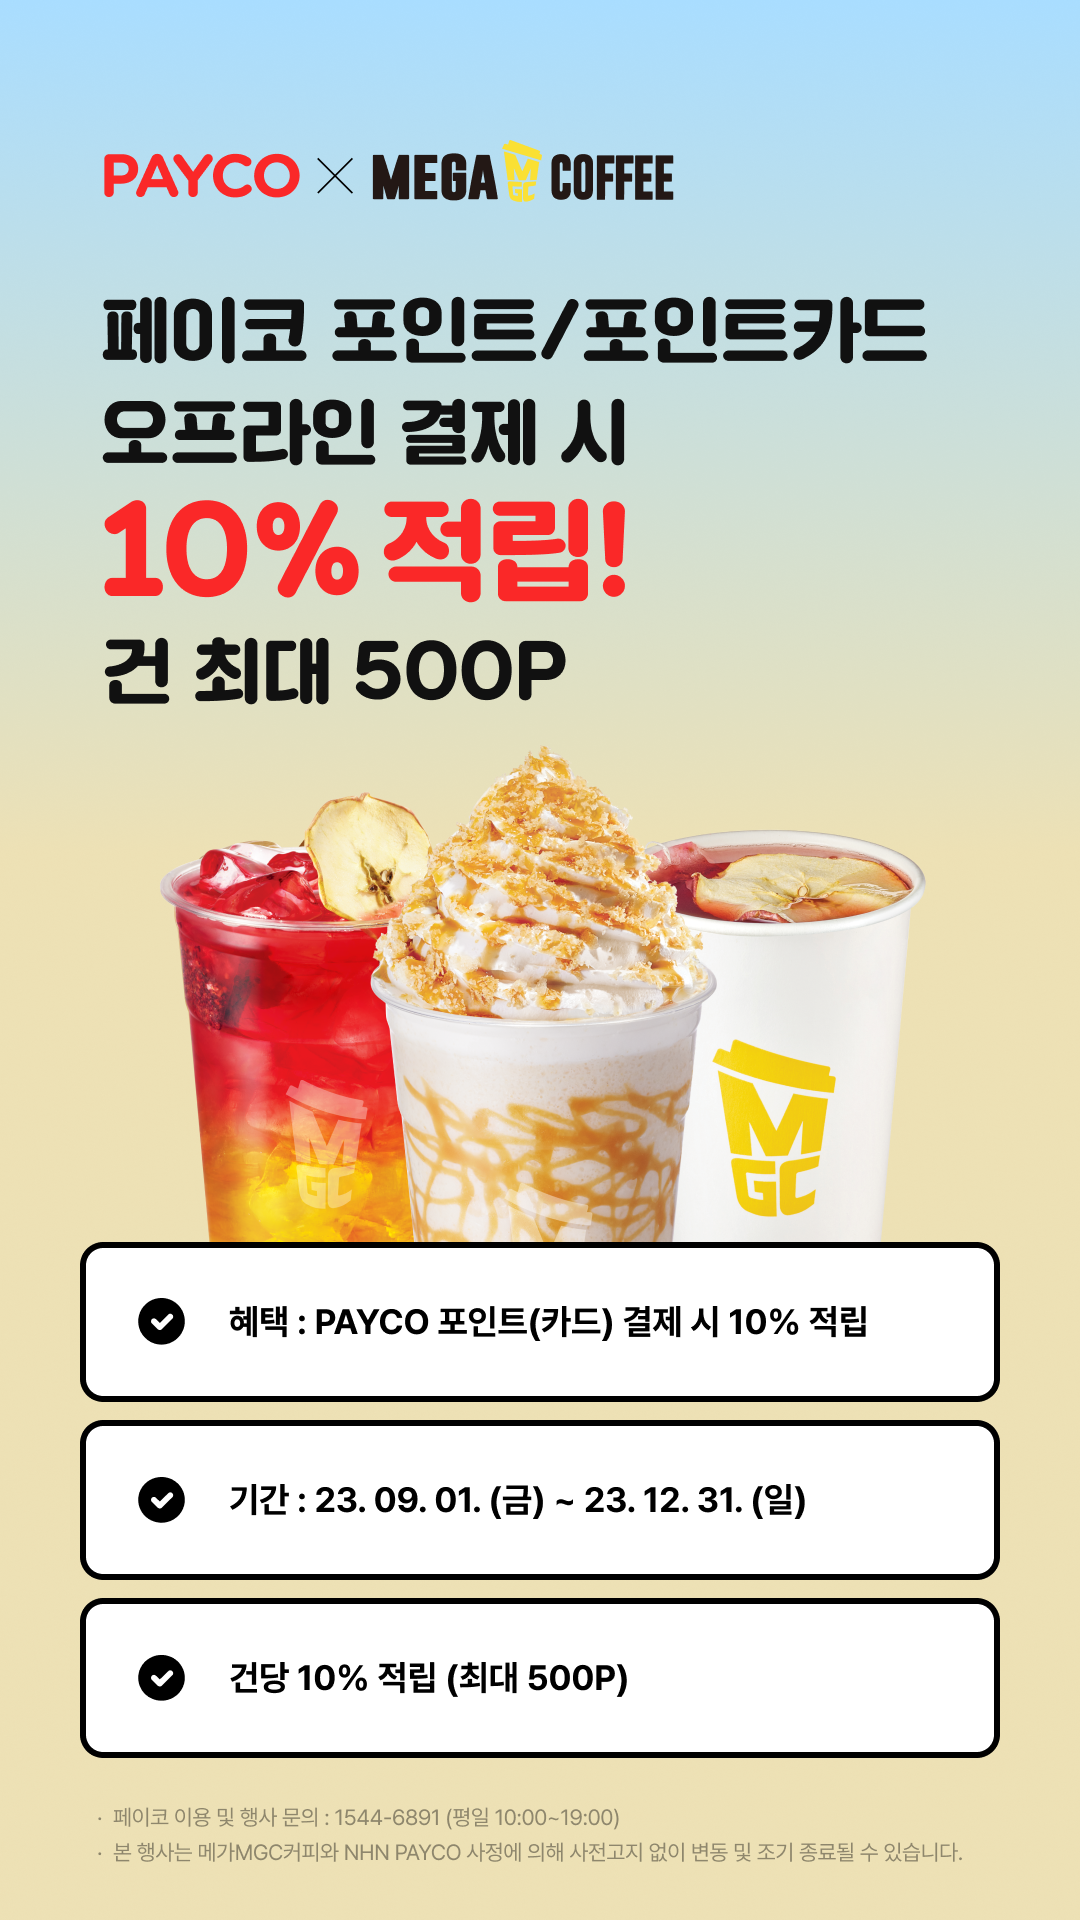 PAYCO × MEGA MGC COFFEE
페이코 포인트/포인트카드
오프라인 결제 시
10% 적립!
건 최대 500P
MGC
MGC
M
혜택 : PAYCO 포인트(카드) 결제 시 10% 적립
기간 : 23. 09. 01. (금) ~ 23. 12. 31. (일)
건당 10% 적립 (최대 500P)
· 페이코 이용 및 행사 문의 : 1544-6891 (평일 10:00~19:00)
· 본 행사는 메가MGC커피와 NHN PAYCO 사정에 의해 사전고지 없이 변동 및 조기 종료될 수 있습니다.